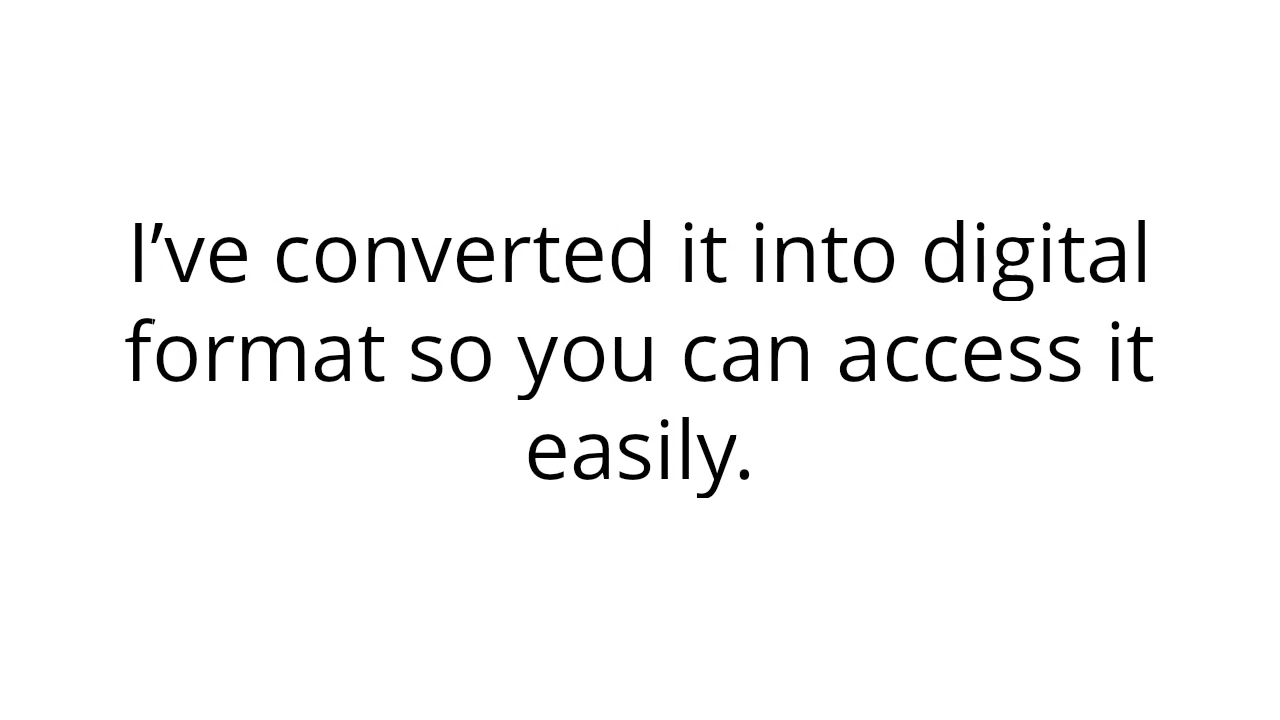 I’ve converted it into digital
format so you can access it
easily.